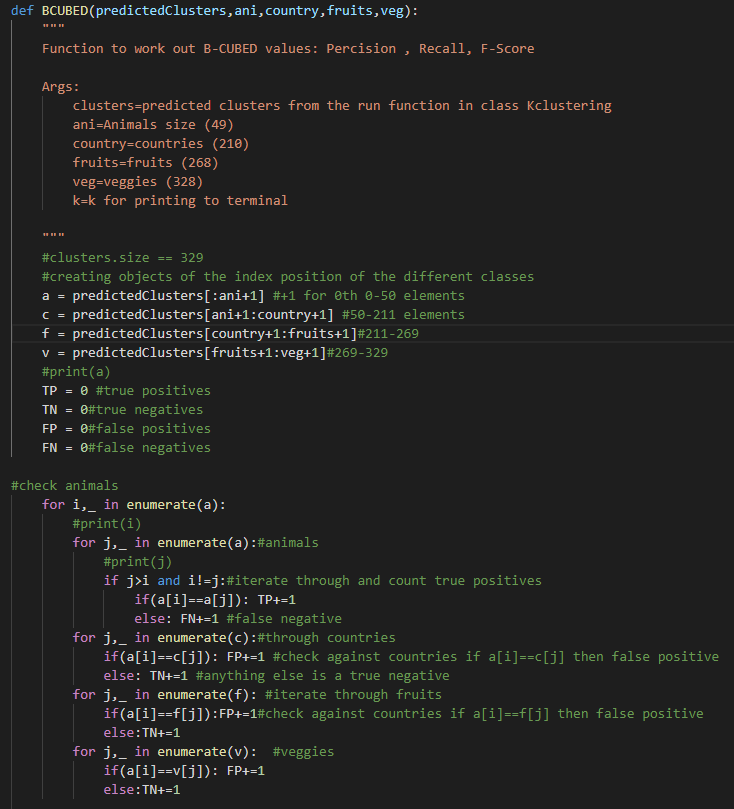 def BCUBED(predictedClusters,ani,country,fruits,veg):
    """
    Function to work out B-CUBED values: Percision , Recall, F-Score

    Args:
        clusters=predicted clusters from the run function in class Kclustering
        ani=Animals size (49)
        country=countries (210)
        fruits=fruits (268)
        veg=veggies (328)
        k=k for printing to terminal

    """
    #clusters.size == 329
    #creating objects of the index position of the different classes
    a = predictedClusters[:ani+1] #+1 for 0th 0-50 elements
    c = predictedClusters[ani+1:country+1] #50-211 elements
    f = predictedClusters[country+1:fruits+1]#211-269
    v = predictedClusters[fruits+1:veg+1]#269-329
    #print(a)
    TP = 0 #true positives
    TN = 0#true negatives
    FP = 0#false positives
    FN = 0#false negatives

#check animals
    for i,_ in enumerate(a):
        #print(i)
        for j,_ in enumerate(a):#animals
            #print(j)
            if j>i and i!=j:#iterate through and count true positives
                if(a[i]==a[j]): TP+=1
                else: FN+=1 #false negative
        for j,_ in enumerate(c):#through countries
            if(a[i]==c[j]): FP+=1 #check against countries if a[i]==c[j] then false positive
            else: TN+=1 #anything else is a true negative
        for j,_ in enumerate(f): #iterate through fruits
            if(a[i]==f[j]):FP+=1#check against countries if a[i]==f[j] then false positive
            else:TN+=1
        for j,_ in enumerate(v):  #veggies
            if(a[i]==v[j]): FP+=1
            else:TN+=1